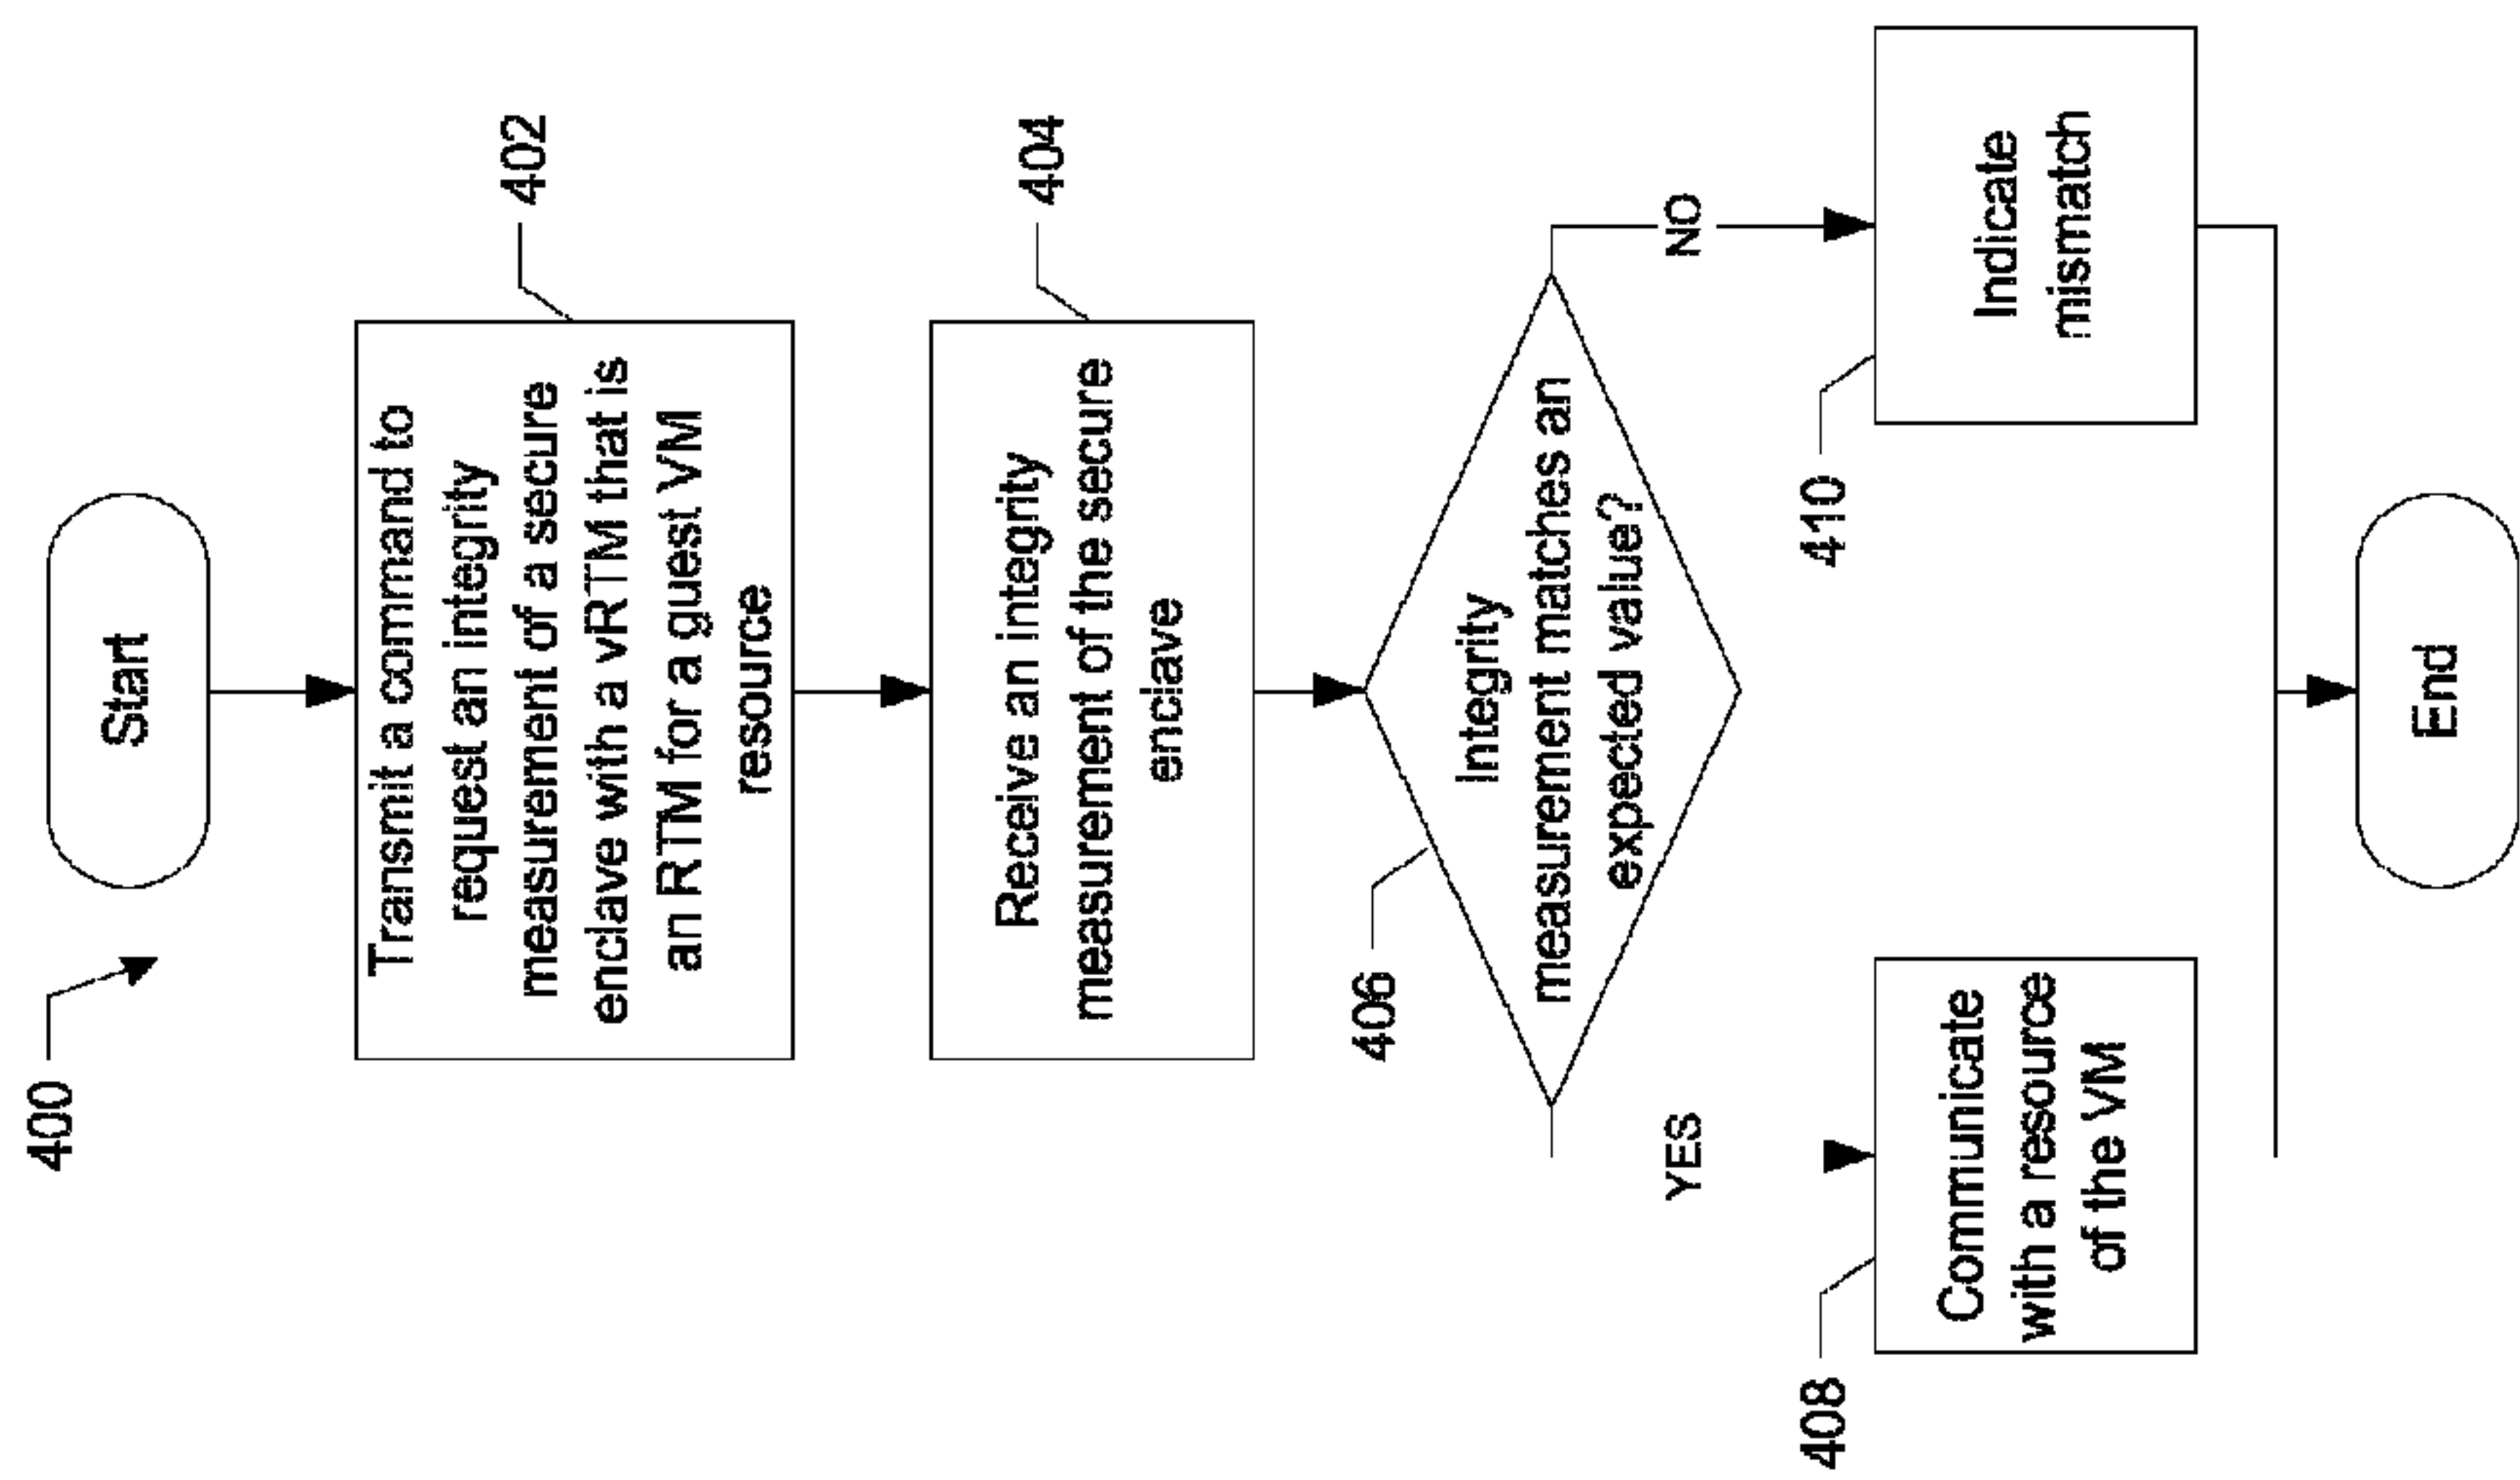 400
Start
Transmit a command to
request an integrity
measurement of a secure
enclave with a vRTM that is
an RTM for a guest VM
resource
402
Receive an integrity
measurement of the secure
enclave
404
406
Integrity
measurement matches an
expected value?
YES
NO
408
Communicate
with a resource
of the VM
410
Indicate
mismatch
End